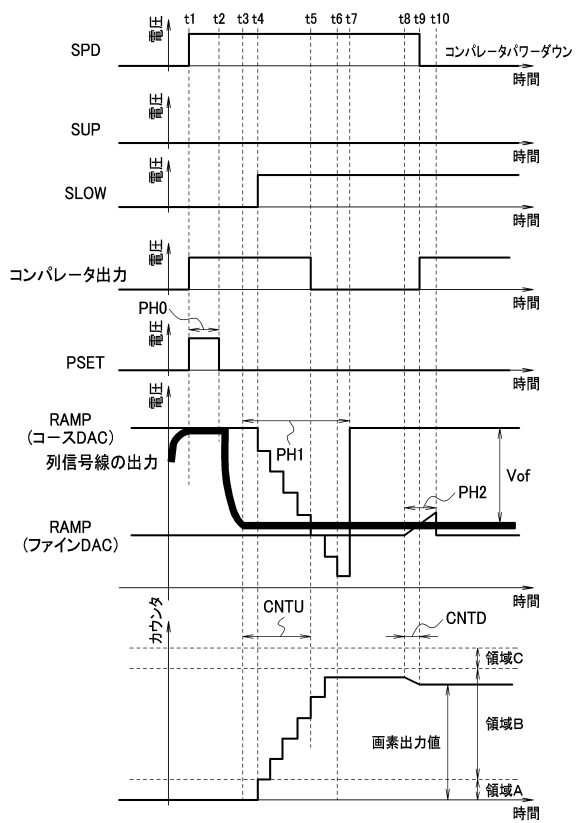 t1 t2 t3 t4 t5 t6 t7 t8 t9 t10
電圧
SPD
コンパレータパワーダウン
時間
電圧
SUP
時間
電圧
SLOW
時間
電圧
コンパレータ出力
時間
PH0
電圧
PSET
時間
電圧
RAMP
(コースDAC)
列信号線の出力
PH1
PH2
Vof
RAMP
(ファインDAC)
時間
カウンタ
CNTU
CNTD
領域C
領域B
画素出力値
領域A
時間